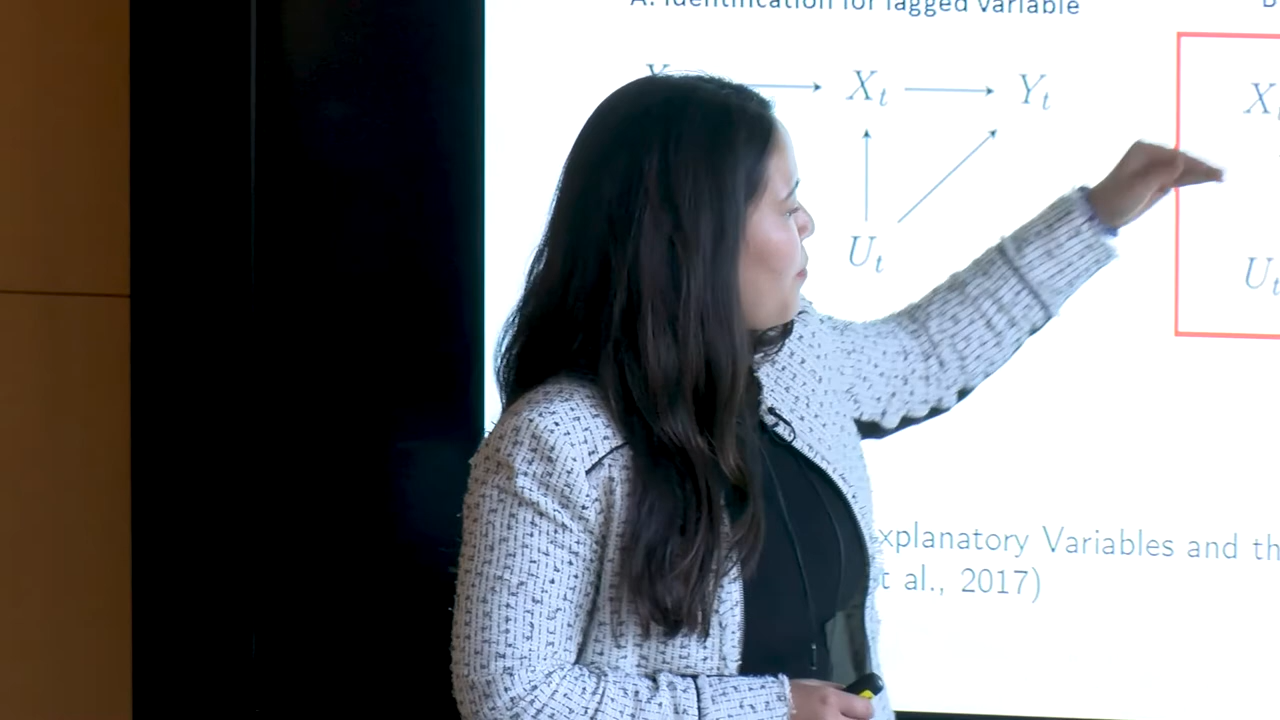 A. Identification for lagged variable
X_t Y_t
U_t
xplanatory Variables and th
t al., 2017)